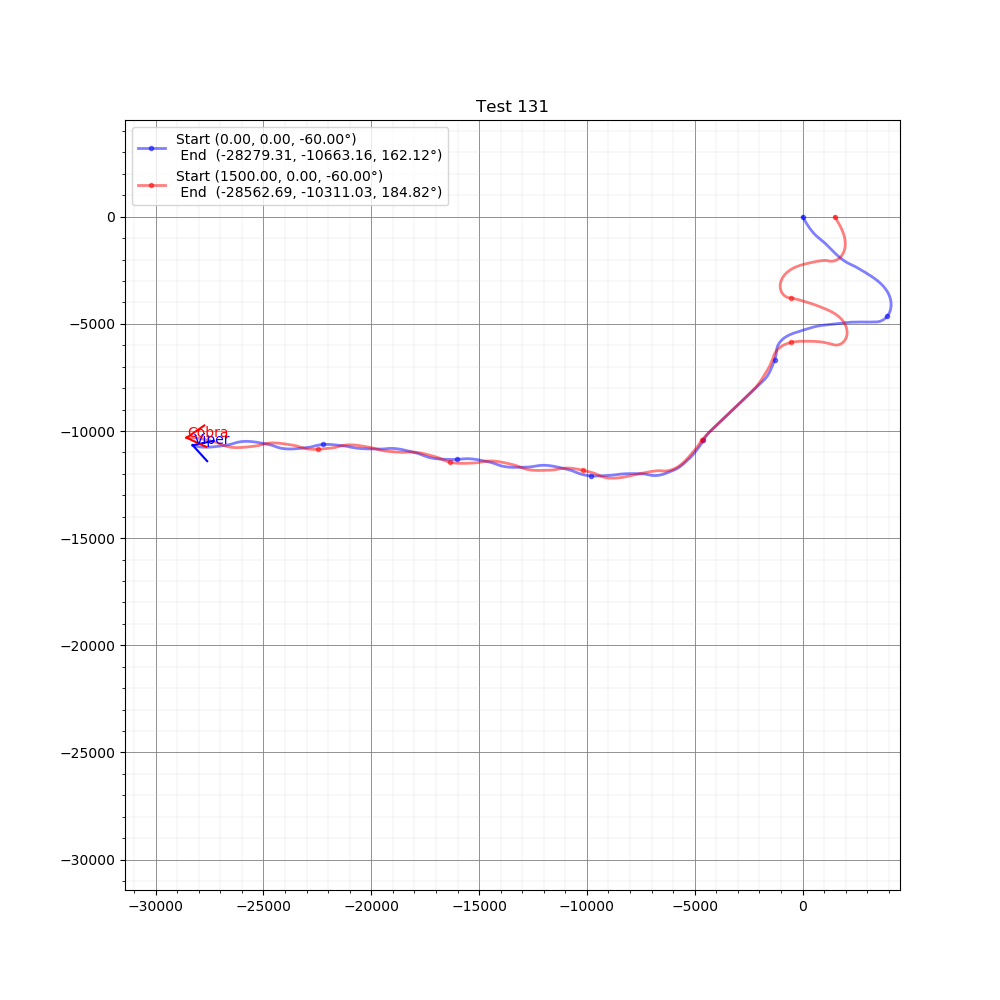 Test 131
Start (0.00, 0.00, -60.00°)
End (-28279.31, -10663.16, 162.12°)
Start (1500.00, 0.00, -60.00°)
End (-28562.69, -10311.03, 184.82°)
0
−5000
−10000
−15000
−20000
−25000
−30000
Cobra
Viper
−30000 −25000 −20000 −15000 −10000 −5000 0